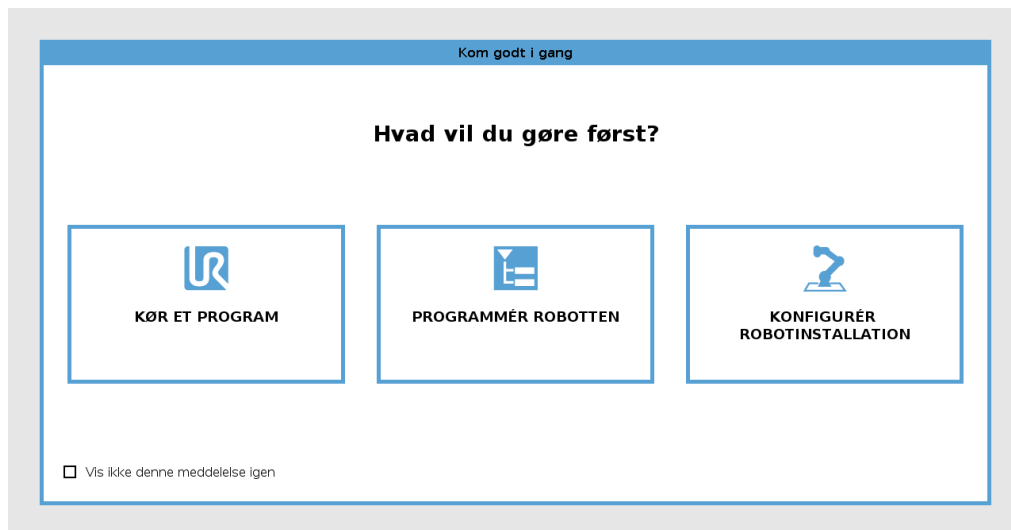 Kom godt i gang
Hvad vil du gøre først?
UR
KØR ET PROGRAM
PROGRAMMÉR ROBOTTEN
KONFIGURÉR
ROBOTINSTALLATION
Vis ikke denne meddelelse igen